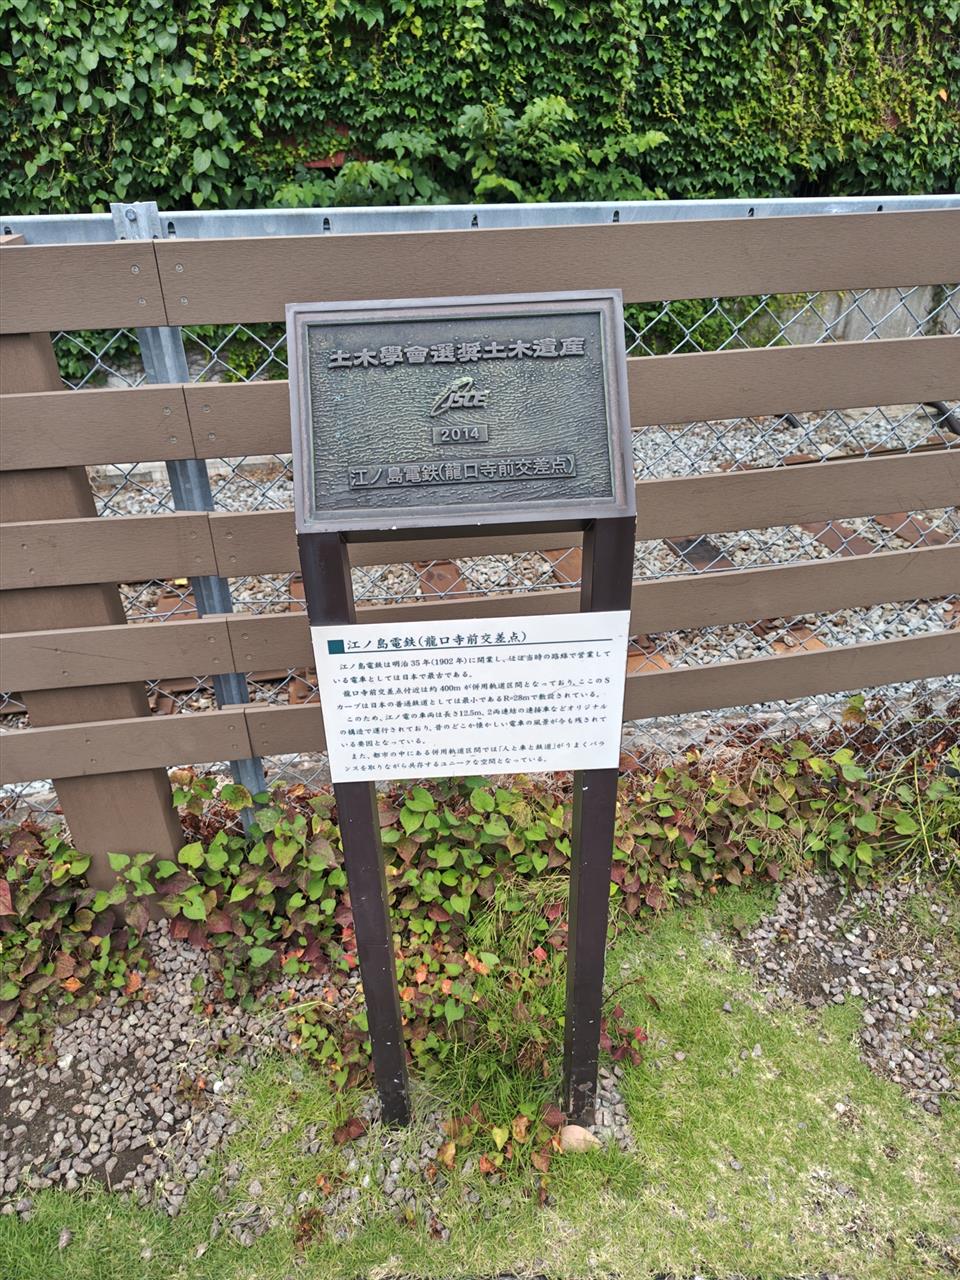 土木學會選奨土木遺産
JSCE
2014
江ノ島電鉄(龍口寺前交差点)
■江ノ島電鉄(龍口寺前交差点)
江ノ島電鉄は明治35年(1902年)に開業し、ほぼ当時の路線で営業して
いる電車としては日本で最古である。
龍口寺前交差点付近は約400mが併用軌道区間となっており、ここのS
カーブは日本の普通鉄道としては最小であるR=28mで敷設されている。
このため、江ノ電の車両は長さ12.5m、2両連結の連接車などオリジナル
の構造で運行されており、昔のどこか懐かしい電車の風景が今も残されて
いる要因となっている。
また、都市の中にある併用軌道区間では「人と車と鉄道」がうまくバラ
ンスを取りながら共存するユニークな空間となっている。